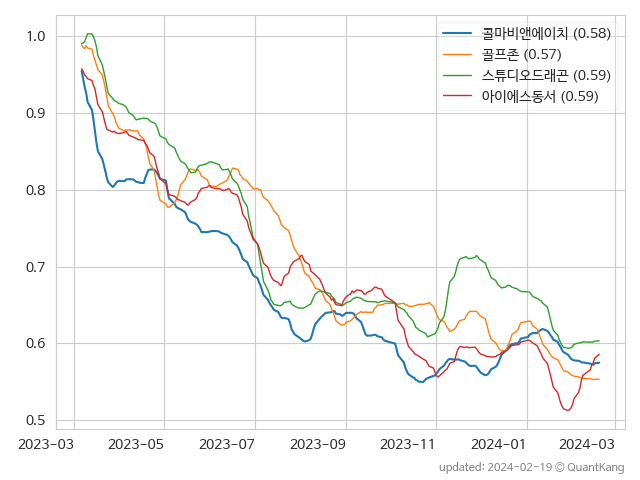 골마비앤에이치 (0.58)
골프존 (0.57)
스튜디오드래곤 (0.59)
아이에스동서 (0.59)
1.0
0.9
0.8
0.7
0.6
0.5
2023-03 2023-05 2023-07 2023-09 2023-11 2024-01 2024-03
updated: 2024-02-19 © QuantKang